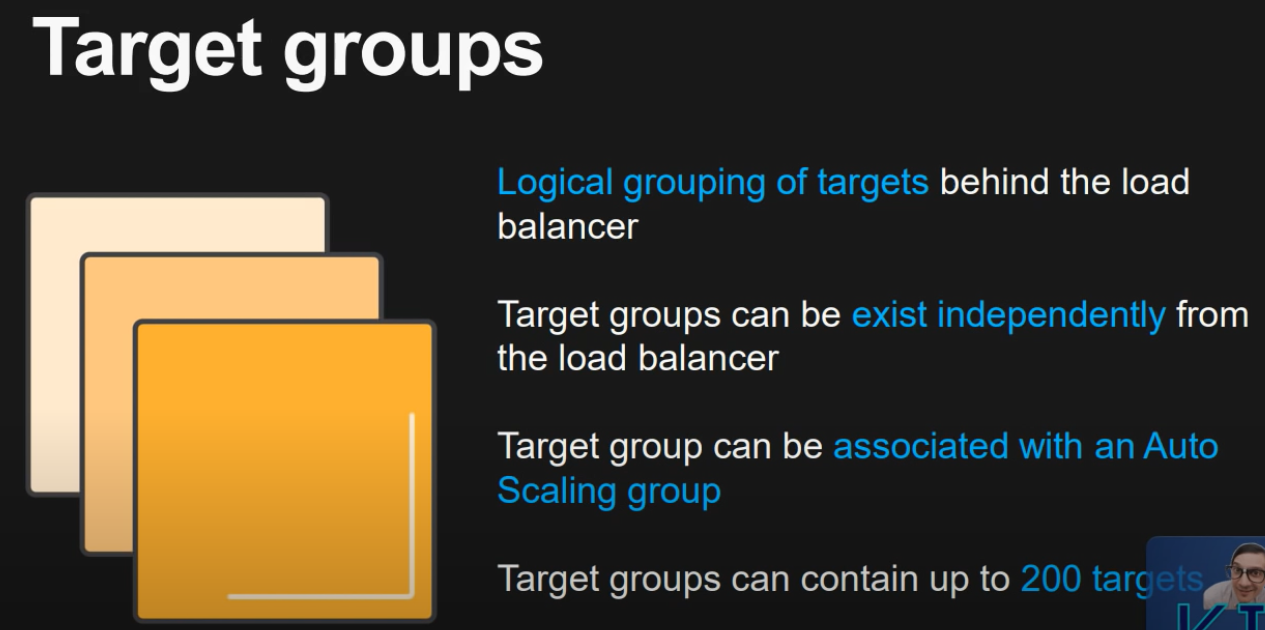 Target groups
Logical grouping of targets behind the load
balancer
Target groups can be exist independently from
the load balancer
Target group can be associated with an Auto
Scaling group
Target groups can contain up to 200 targets